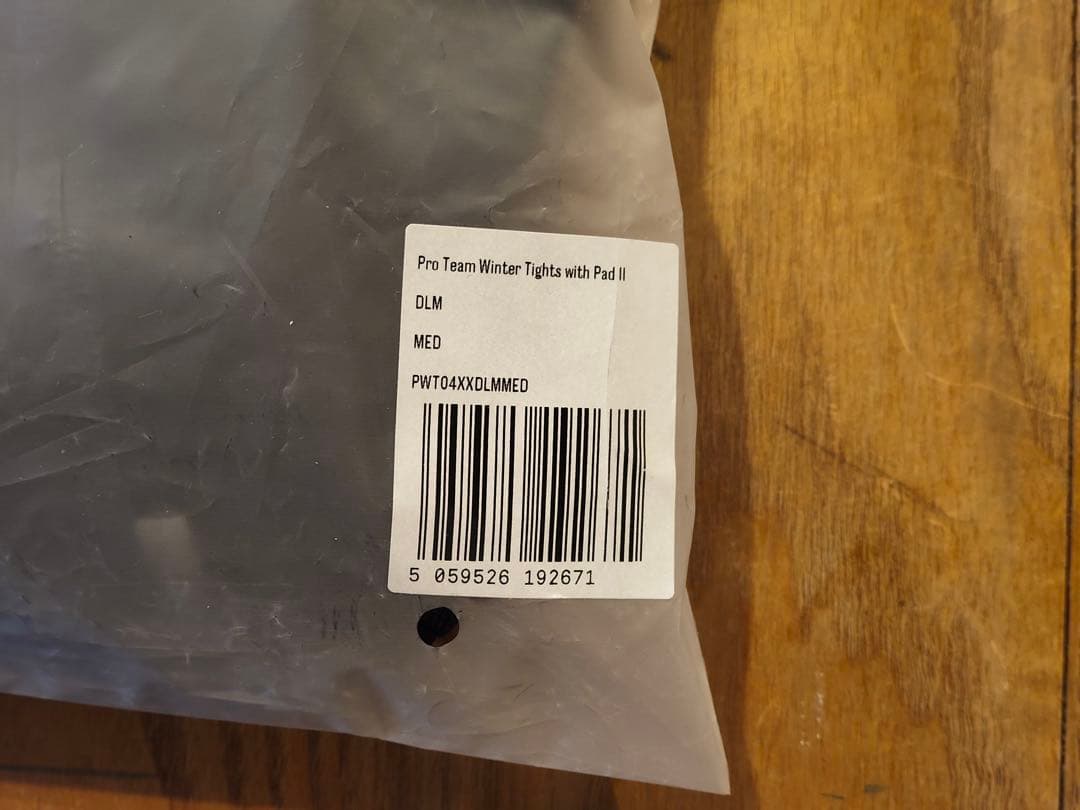 Pro Team Winter Tights with Pad II
DLM
MED
PWT04XXDLMMED
5 059526 192671